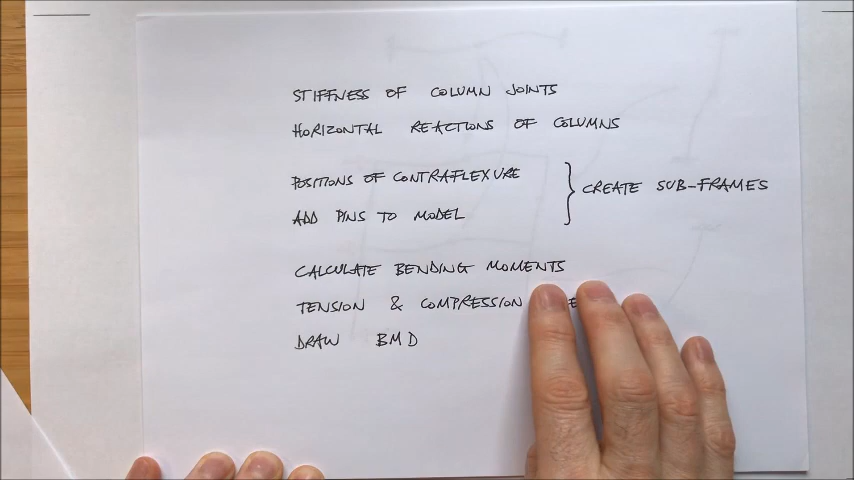 STIFFNESS OF COLUMN JOINTS
HORIZONTAL REACTIONS OF COLUMNS
POSITIONS OF CONTRAFLEXURE
ADD PINS TO MODEL
CREATE SUB-FRAMES
CALCULATE BENDING MOMENTS
TENSION & COMPRESSION
DRAW BMD